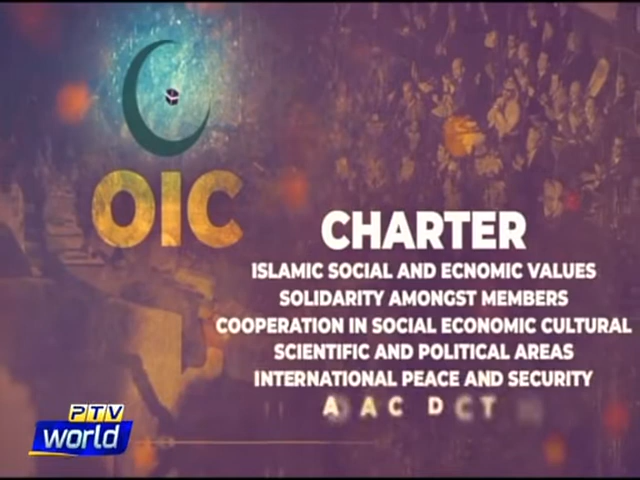 OIC
CHARTER
ISLAMIC SOCIAL AND ECNOMIC VALUES
SOLIDARITY AMONGST MEMBERS
COOPERATION IN SOCIAL ECONOMIC CULTURAL
SCIENTIFIC AND POLITICAL AREAS
INTERNATIONAL PEACE AND SECURITY
PTV
world